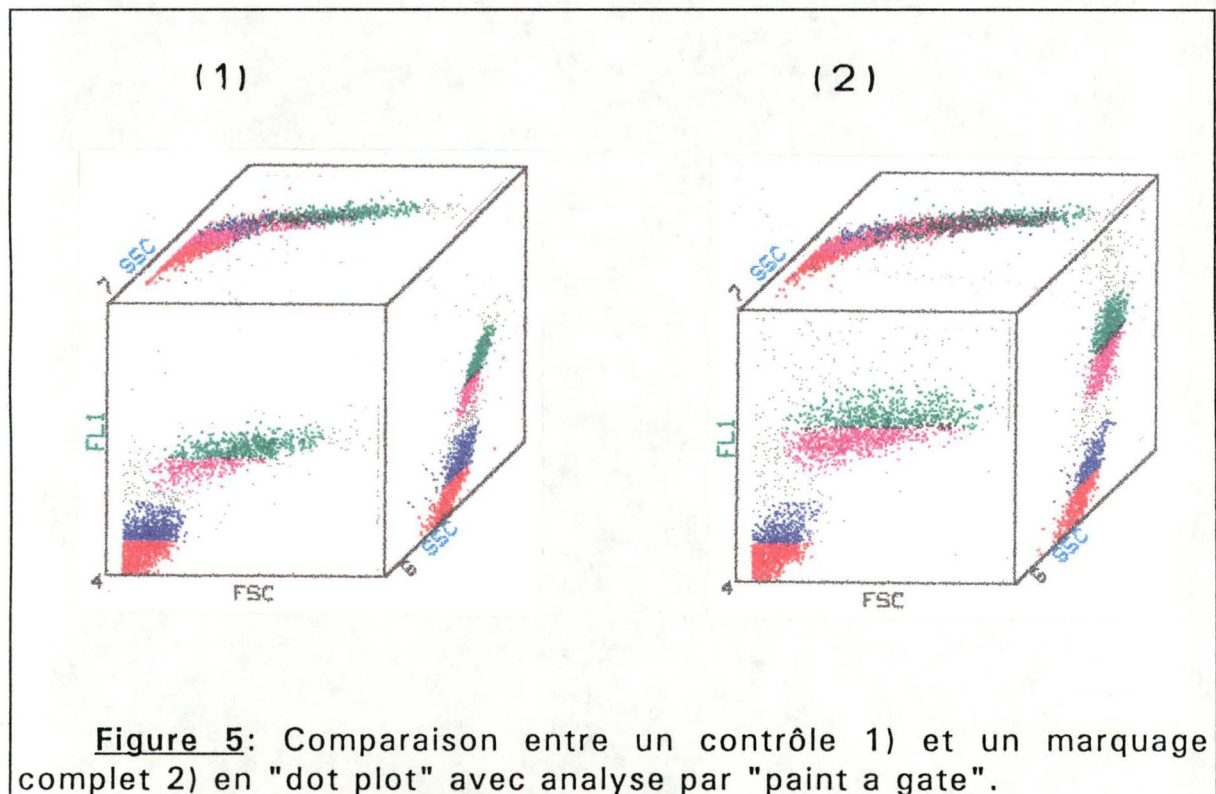 (1)
(2)
7 SSC
FL1
4
FSC
6 SSC
7 SSC
FL1
4
FSC
6 SSC
Figure 5: Comparaison entre un contrôle 1) et un marquage
complet 2) en "dot plot" avec analyse par "paint a gate".